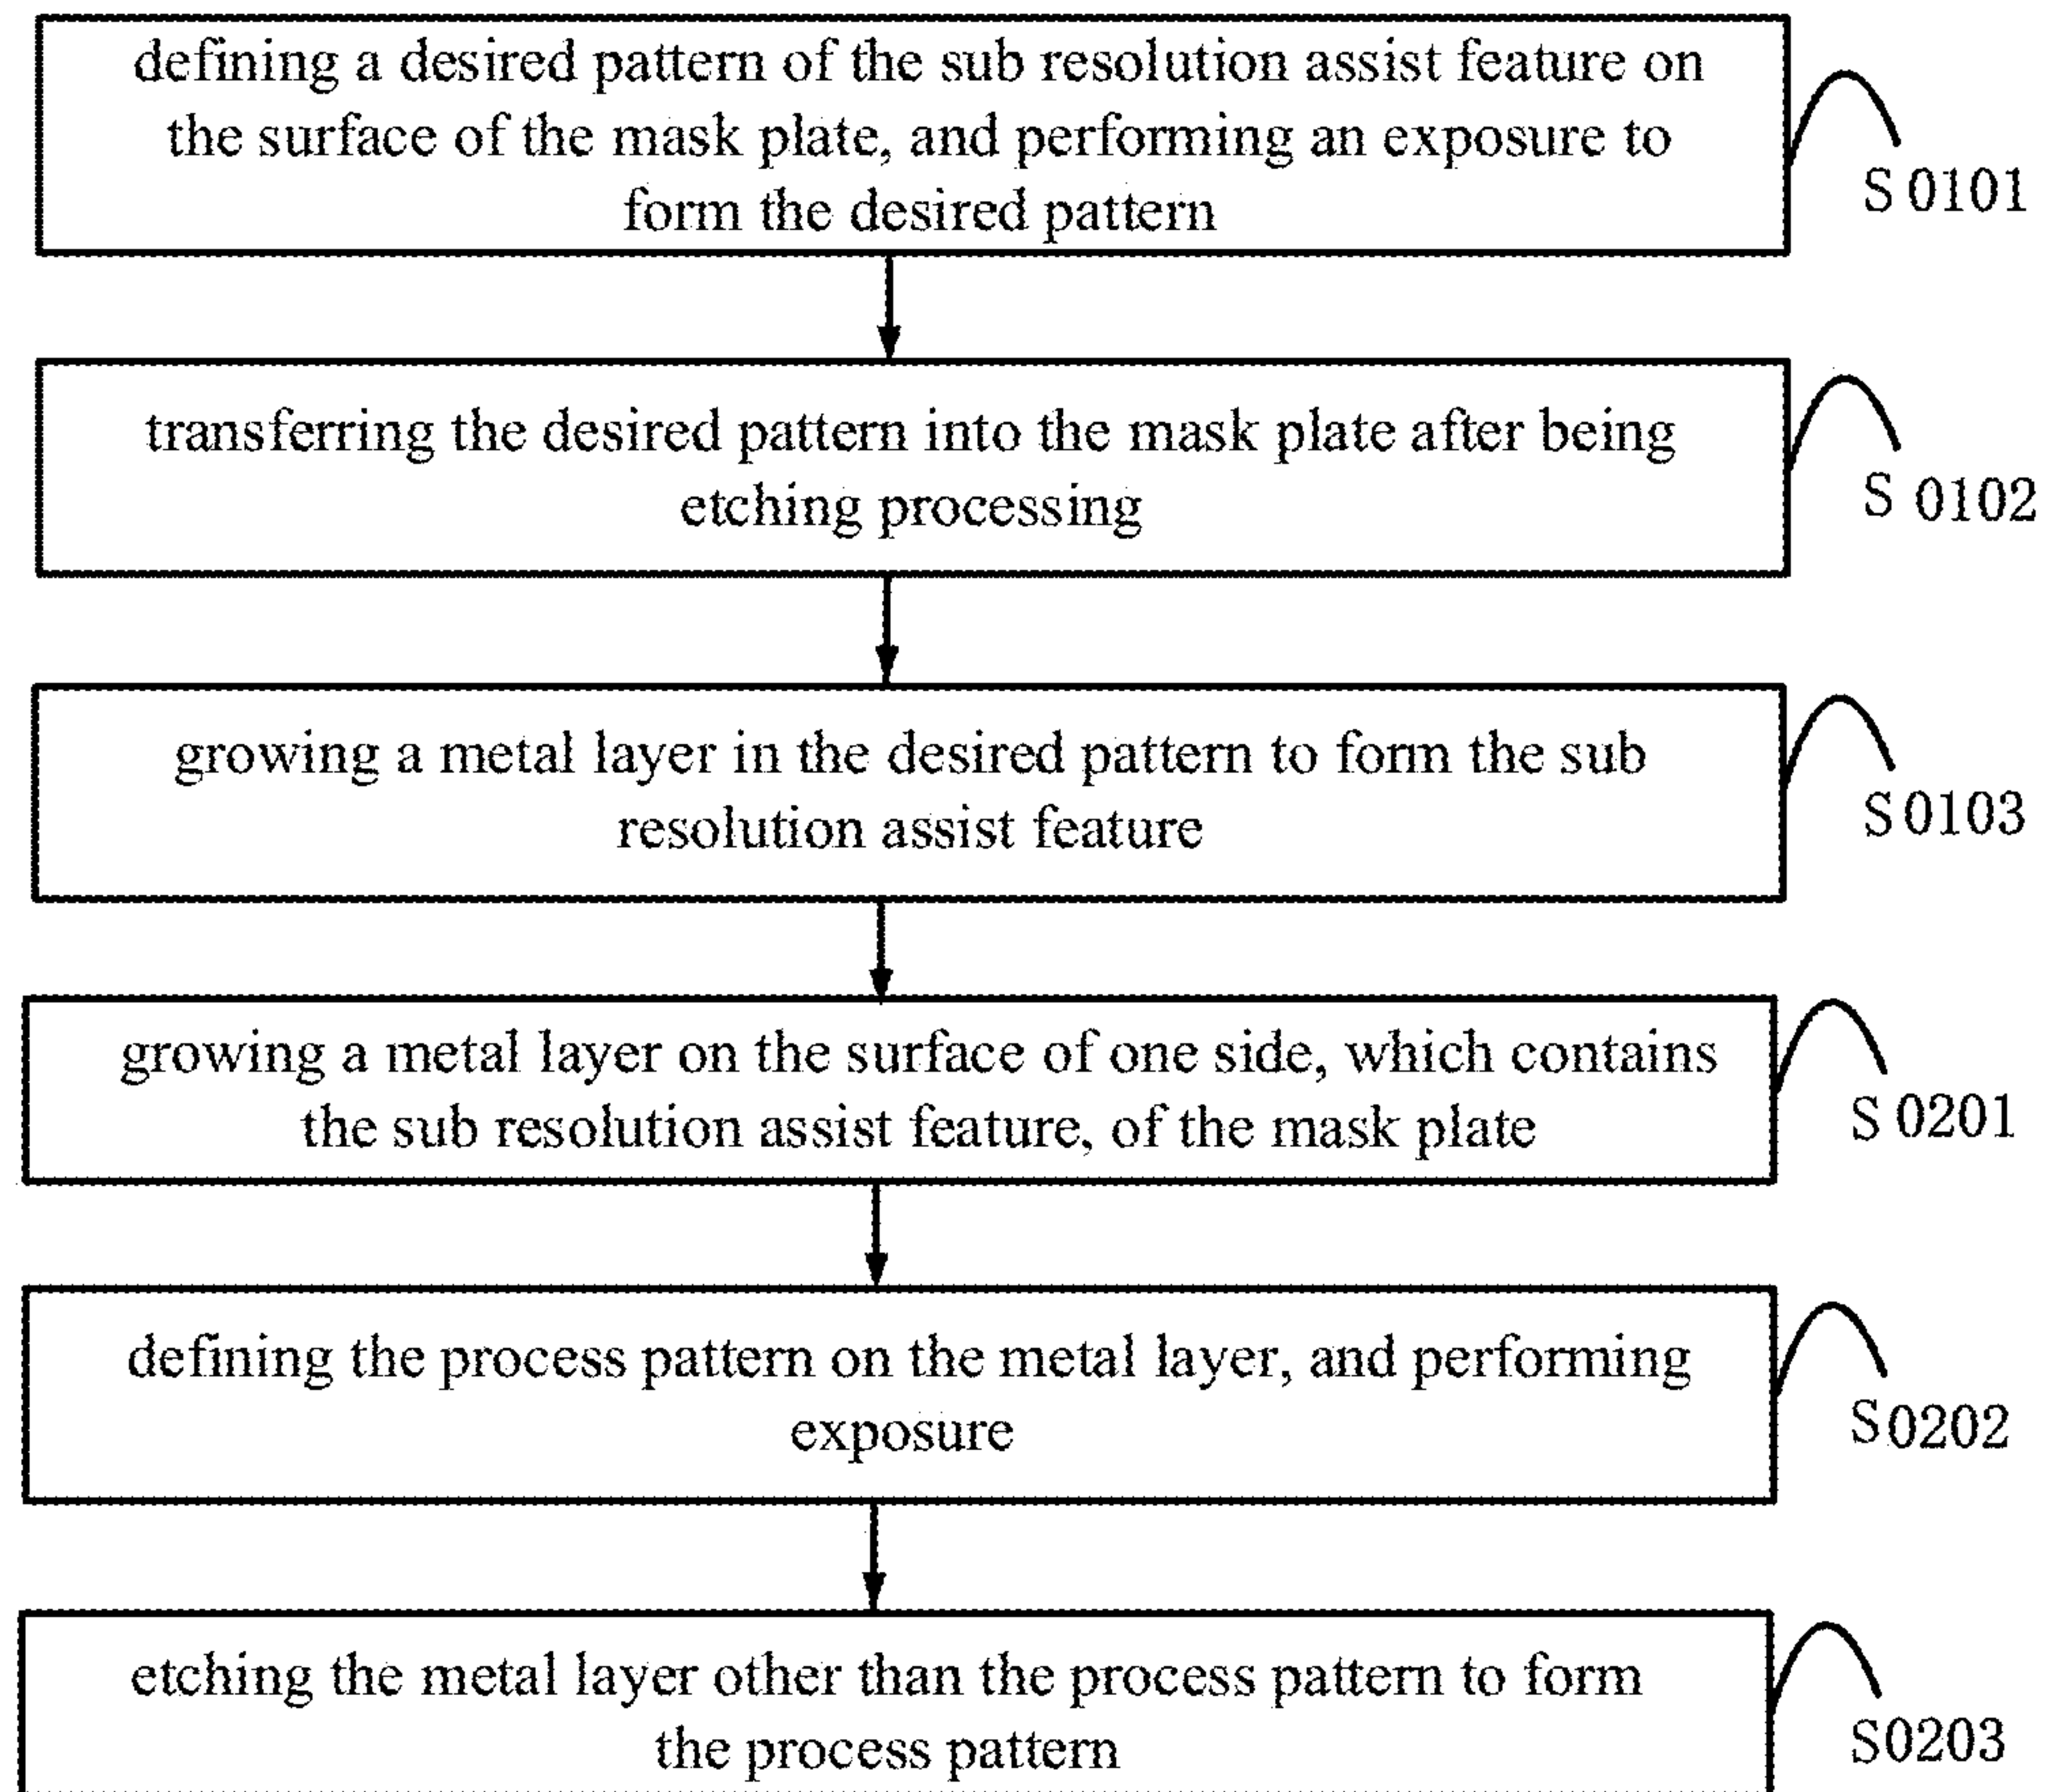 defining a desired pattern of the sub resolution assist feature on
the surface of the mask plate, and performing an exposure to
form the desired pattern
S 0101
transferring the desired pattern into the mask plate after being
etching processing
S 0102
growing a metal layer in the desired pattern to form the sub
resolution assist feature
S 0103
growing a metal layer on the surface of one side, which contains
the sub resolution assist feature, of the mask plate
S 0201
defining the process pattern on the metal layer, and performing
exposure
S 0202
etching the metal layer other than the process pattern to form
the process pattern
S0203